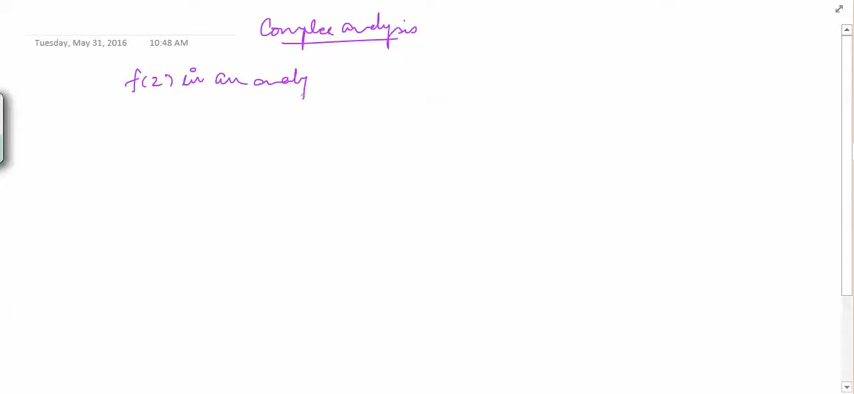 Complex analysis
Tuesday, May 31, 2016 10:48 AM
f(z) is an analy